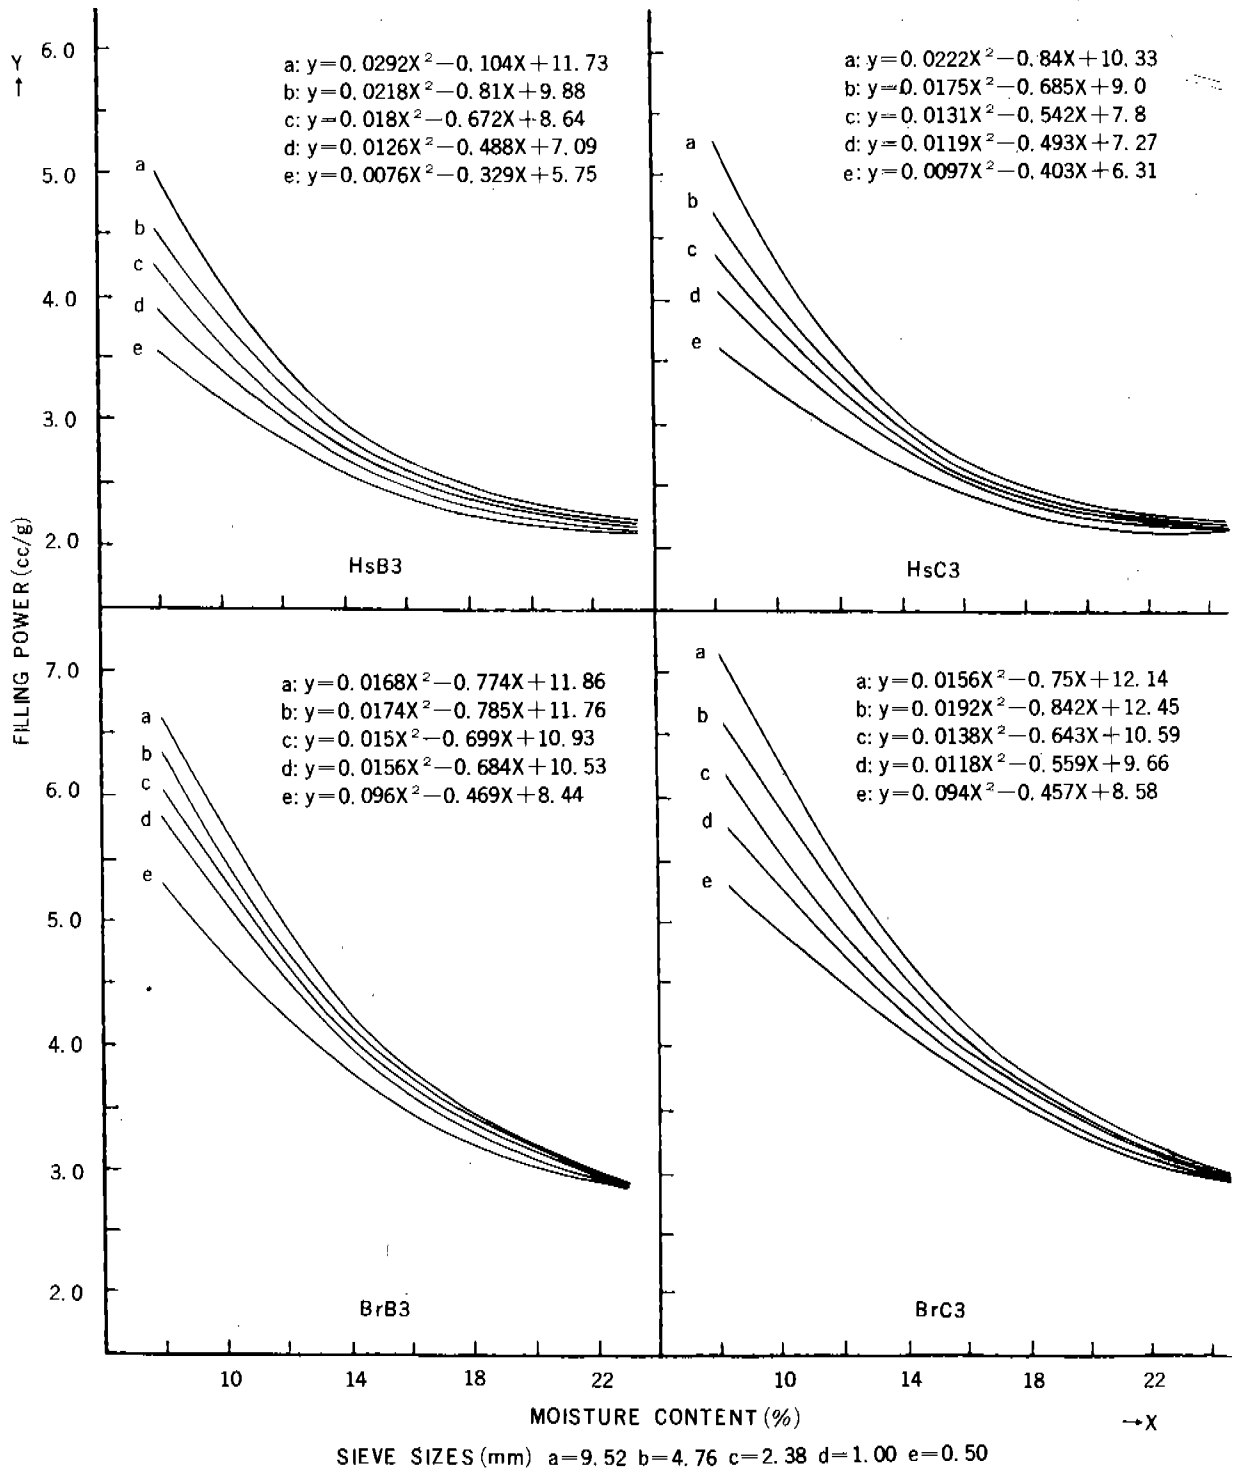 Y
↑
6.0
5.0
4.0
3.0
2.0
a: y=0.0292X²−0.104X+11.73
b: y=0.0218X²−0.81X+9.88
c: y=0.018X²−0.672X+8.64
d: y=0.0126X²−0.488X+7.09
e: y=0.0076X²−0.329X+5.75
a
b
c
d
e
HsB3
a: y=0.0222X²−0.84X+10.33
b: y=0.0175X²−0.685X+9.0
c: y=0.0131X²−0.542X+7.8
d: y=0.0119X²−0.493X+7.27
e: y=0.0097X²−0.403X+6.31
a
b
c
d
e
HsC3
FILLING POWER (cc/g)
7.0
6.0
5.0
4.0
3.0
2.0
a: y=0.0168X²−0.774X+11.86
b: y=0.0174X²−0.785X+11.76
c: y=0.015X²−0.699X+10.93
d: y=0.0156X²−0.684X+10.53
e: y=0.096X²−0.469X+8.44
a
b
c
d
e
BrB3
a: y=0.0156X²−0.75X+12.14
b: y=0.0192X²−0.842X+12.45
c: y=0.0138X²−0.643X+10.59
d: y=0.0118X²−0.559X+9.66
e: y=0.094X²−0.457X+8.58
a
b
c
d
e
BrC3
10 14 18 22 10 14 18 22
MOISTURE CONTENT (%) →X
SIEVE SIZES (mm) a=9.52 b=4.76 c=2.38 d=1.00 e=0.50